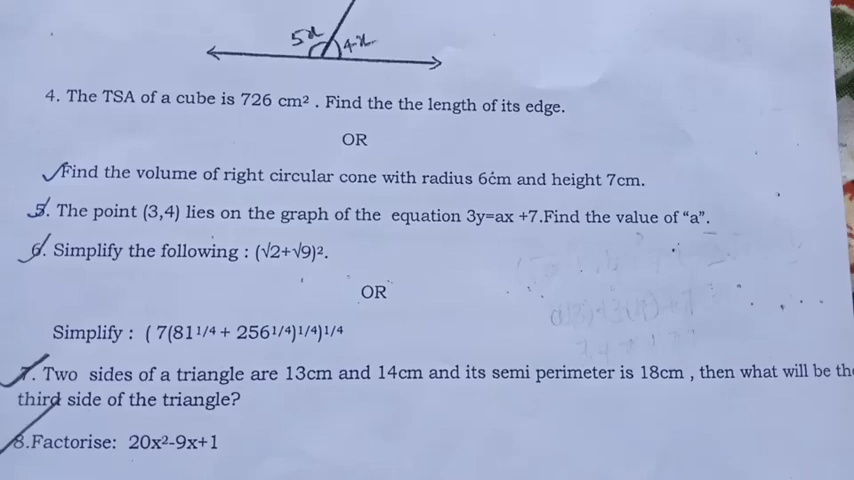 5x 4x
4. The TSA of a cube is 726 cm² . Find the the length of its edge.
OR
Find the volume of right circular cone with radius 6cm and height 7cm.
5. The point (3,4) lies on the graph of the equation 3y=ax +7.Find the value of “a”.
6. Simplify the following : (√2+√9)².
OR
Simplify : ( 7(81^1/4 + 256^1/4)^1/4)^1/4
7. Two sides of a triangle are 13cm and 14cm and its semi perimeter is 18cm , then what will be the
third side of the triangle?
8.Factorise: 20x²-9x+1